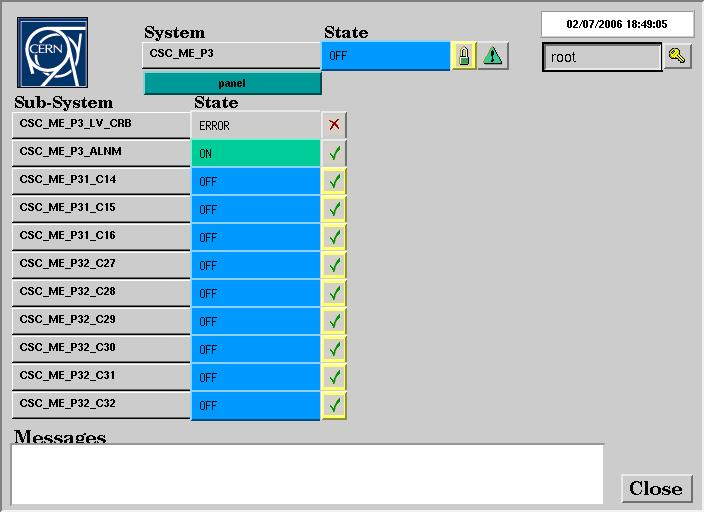 CERN
System State
CSC_ME_P3 OFF
02/07/2006 18:49:05
root
panel
Sub-System State
CSC_ME_P3_LV_CRB ERROR
CSC_ME_P3_ALNM ON
CSC_ME_P31_C14 OFF
CSC_ME_P31_C15 OFF
CSC_ME_P31_C16 OFF
CSC_ME_P32_C27 OFF
CSC_ME_P32_C28 OFF
CSC_ME_P32_C29 OFF
CSC_ME_P32_C30 OFF
CSC_ME_P32_C31 OFF
CSC_ME_P32_C32 OFF
Messages
Close